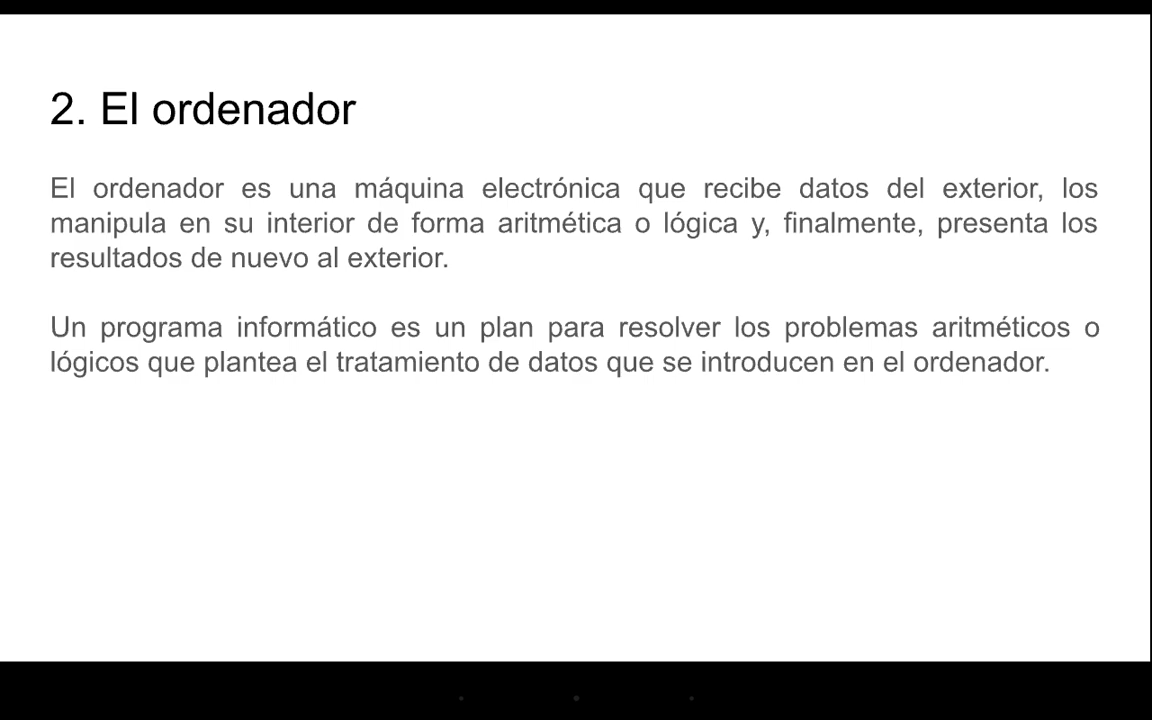 2. El ordenador
El ordenador es una máquina electrónica que recibe datos del exterior, los
manipula en su interior de forma aritmética o lógica y, finalmente, presenta los
resultados de nuevo al exterior.
Un programa informático es un plan para resolver los problemas aritméticos o
lógicos que plantea el tratamiento de datos que se introducen en el ordenador.